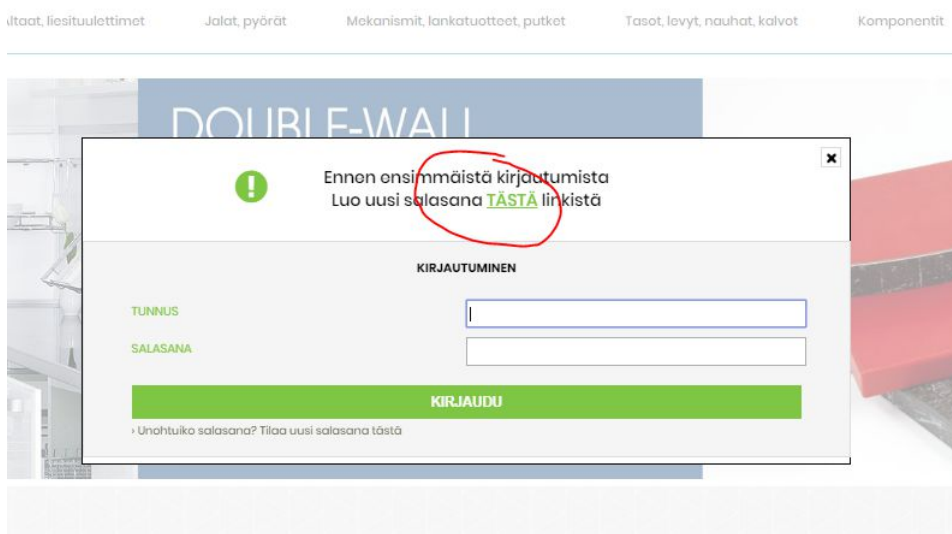 Altaat, liesituulettimet Jalat, pyörät Mekanismit, lankatuotteet, putket Tasot, levyt, nauhat, kalvot Komponentit
DOUBLE-WALL
Ennen ensimmäistä kirjautumista
Luo uusi salasana TÄSTÄ linkistä
KIRJAUTUMINEN
TUNNUS
SALASANA
KIRJAUDU
› Unohtuiko salasana? Tilaa uusi salasana tästä